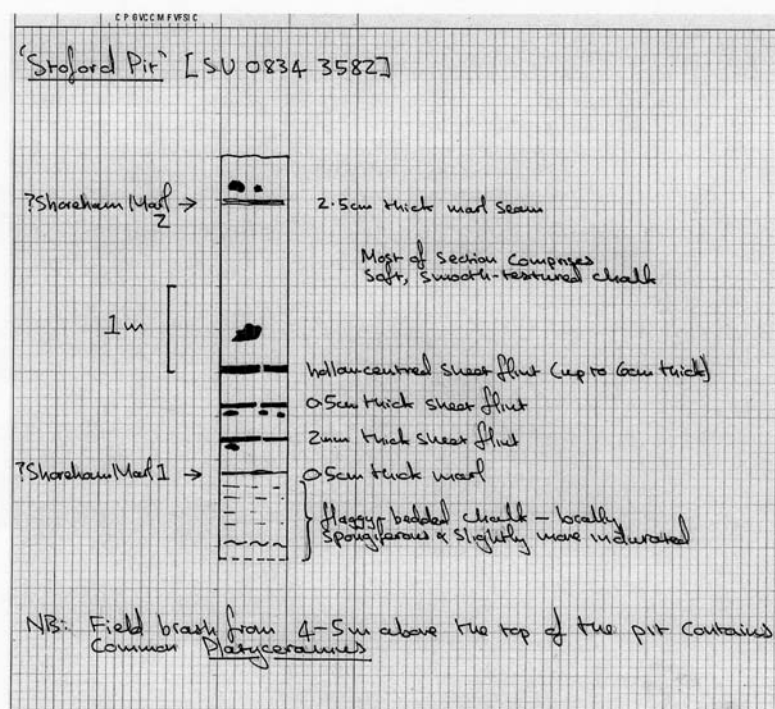 C P G V C C M F V F S I C
'Stoford Pit' [SU 0834 3582]
?Shoreham Marl 2 →
2.5cm thick marl seam
Most of section comprises
soft, smooth-textured chalk
1m
hollow centred sheet flint (up to 6cm thick)
0.5cm thick sheet flint
2mm thick sheet flint
?Shoreham Marl 1 →
0.5cm thick marl
flaggy-bedded chalk – locally
spongiferous & slightly more indurated
NB: Field brash from 4-5m above the top of the pit contains
common Platyceramus